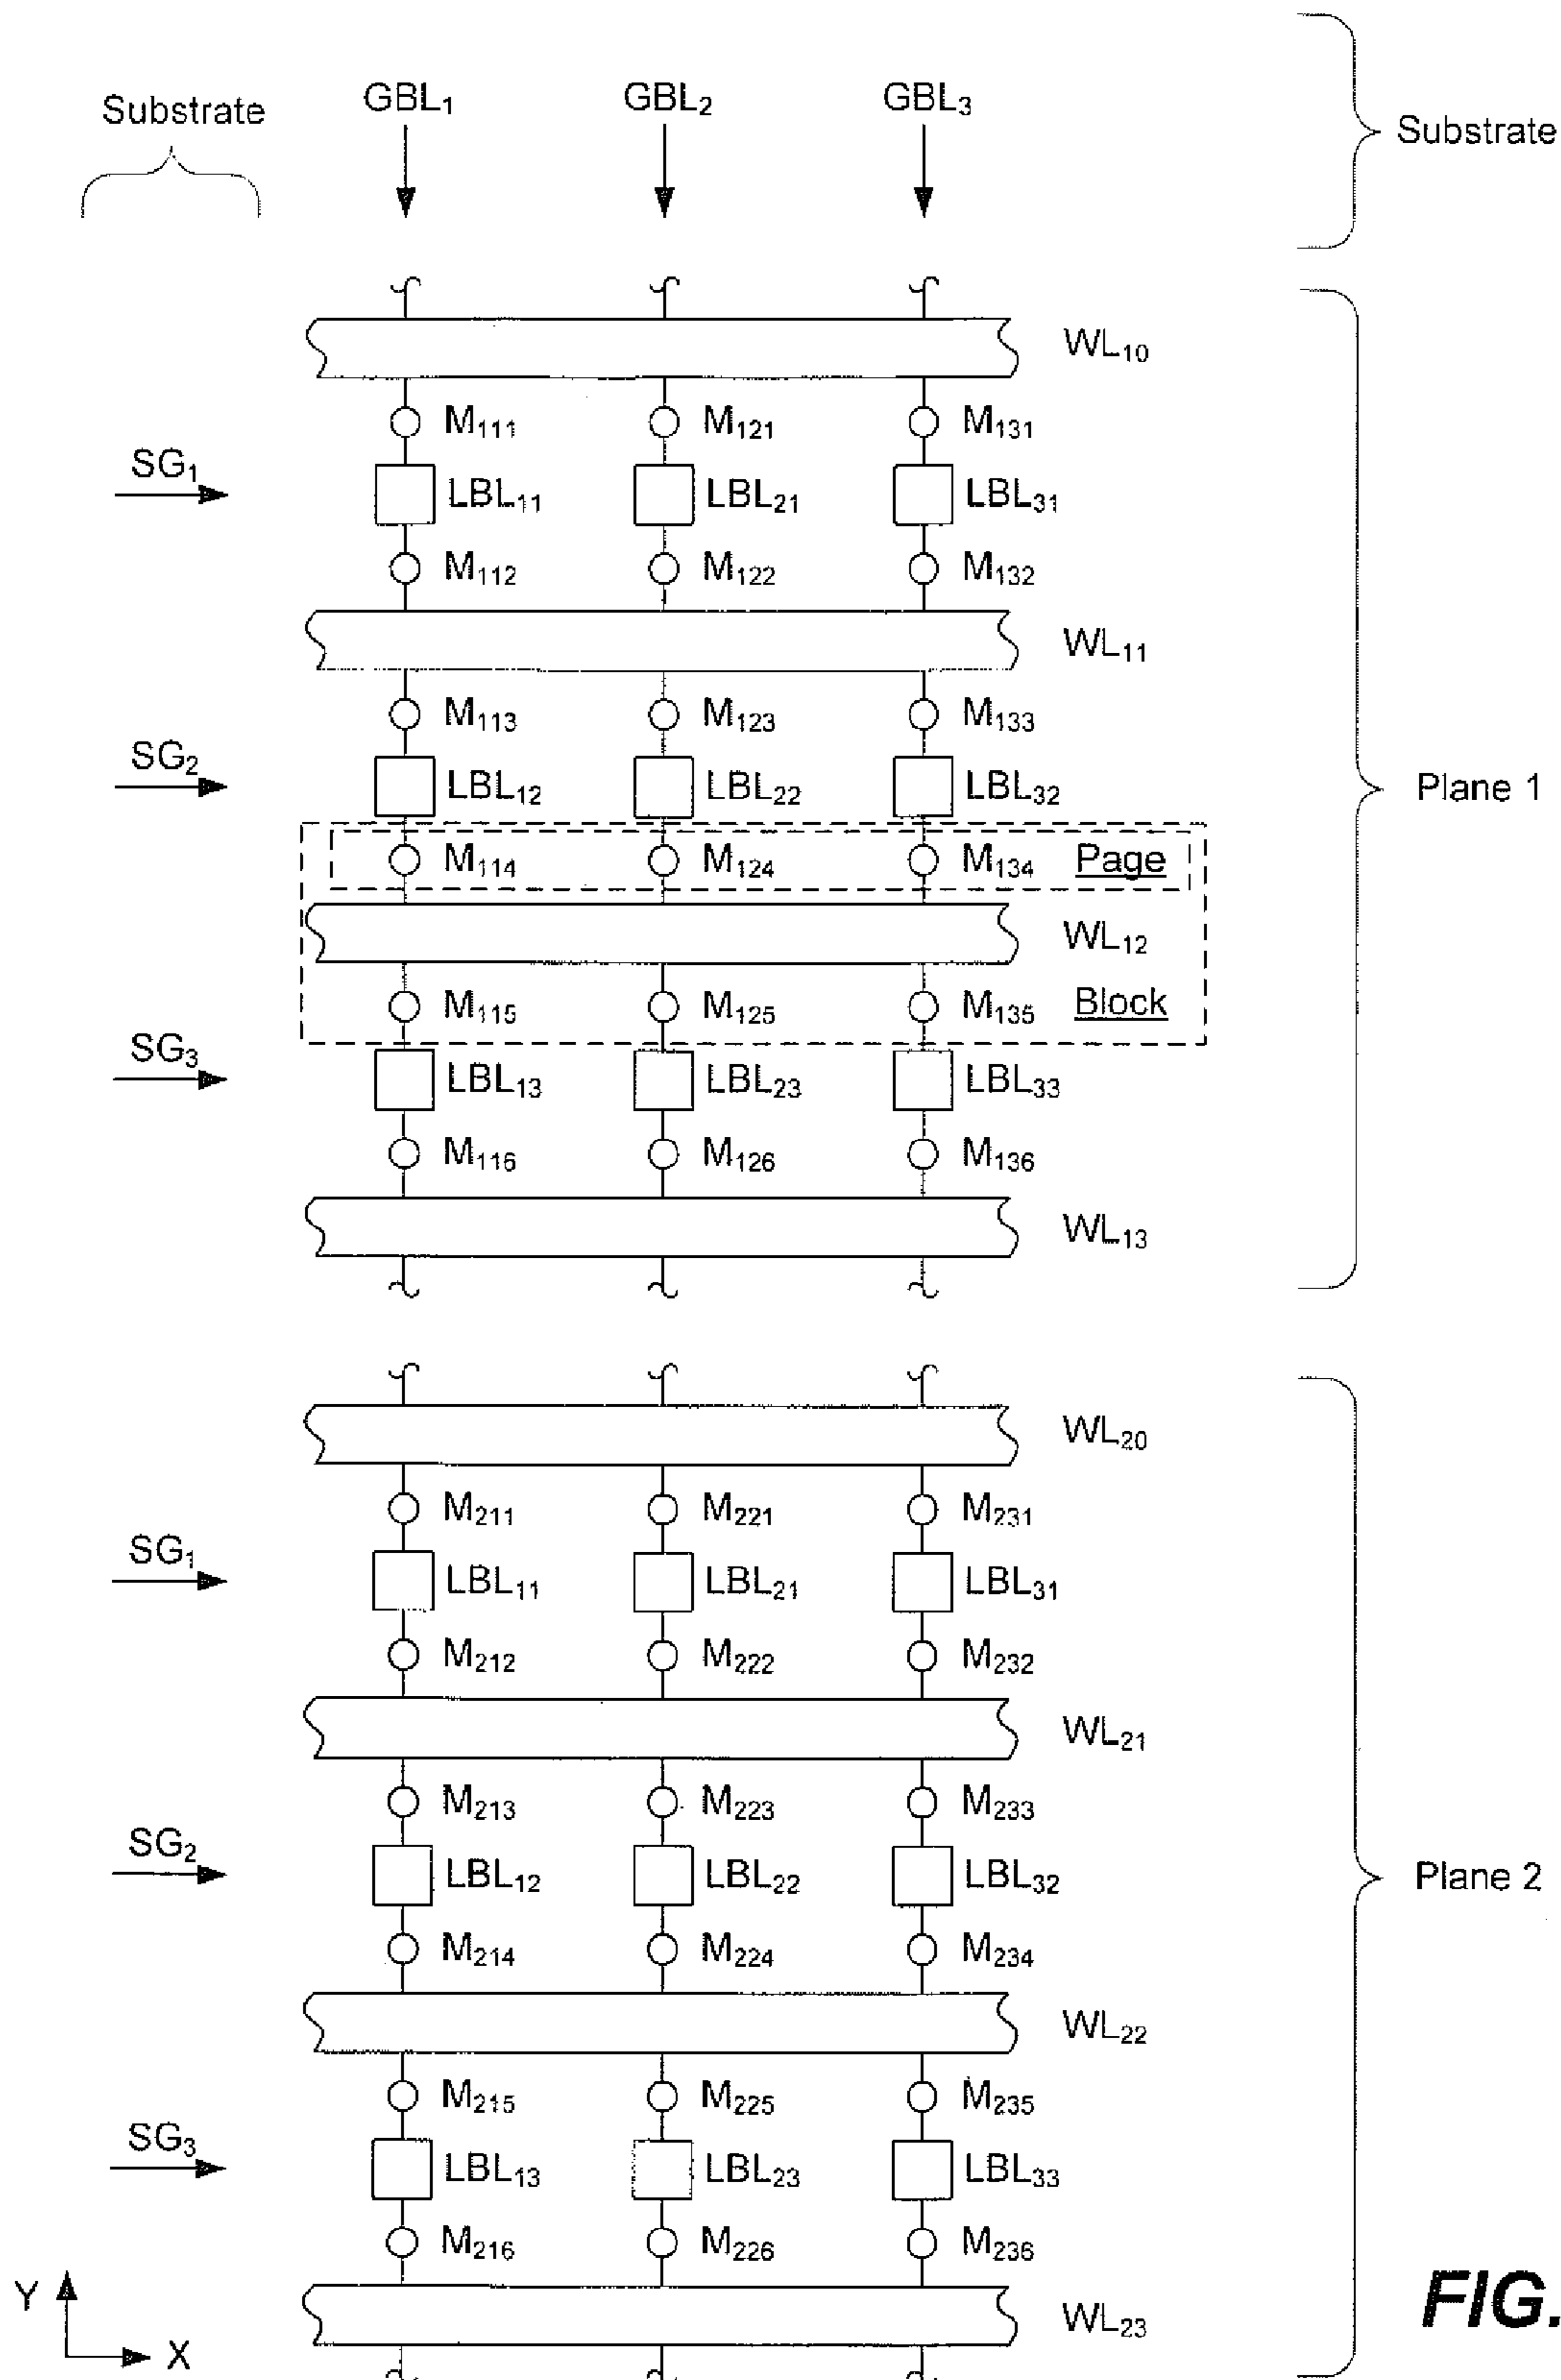 Substrate GBL₁ GBL₂ GBL₃ Substrate
WL₁₀
M₁₁₁ M₁₂₁ M₁₃₁
SG₁ LBL₁₁ LBL₂₁ LBL₃₁
M₁₁₂ M₁₂₂ M₁₃₂
WL₁₁
M₁₁₃ M₁₂₃ M₁₃₃
SG₂ LBL₁₂ LBL₂₂ LBL₃₂ Plane 1
M₁₁₄ M₁₂₄ M₁₃₄ Page
WL₁₂
M₁₁₅ M₁₂₅ M₁₃₅ Block
SG₃ LBL₁₃ LBL₂₃ LBL₃₃
M₁₁₆ M₁₂₆ M₁₃₆
WL₁₃
WL₂₀
M₂₁₁ M₂₂₁ M₂₃₁
SG₁ LBL₁₁ LBL₂₁ LBL₃₁
M₂₁₂ M₂₂₂ M₂₃₂
WL₂₁
M₂₁₃ M₂₂₃ M₂₃₃
SG₂ LBL₁₂ LBL₂₂ LBL₃₂ Plane 2
M₂₁₄ M₂₂₄ M₂₃₄
WL₂₂
M₂₁₅ M₂₂₅ M₂₃₅
SG₃ LBL₁₃ LBL₂₃ LBL₃₃
M₂₁₆ M₂₂₆ M₂₃₆
Y FIG.
WL₂₃
X